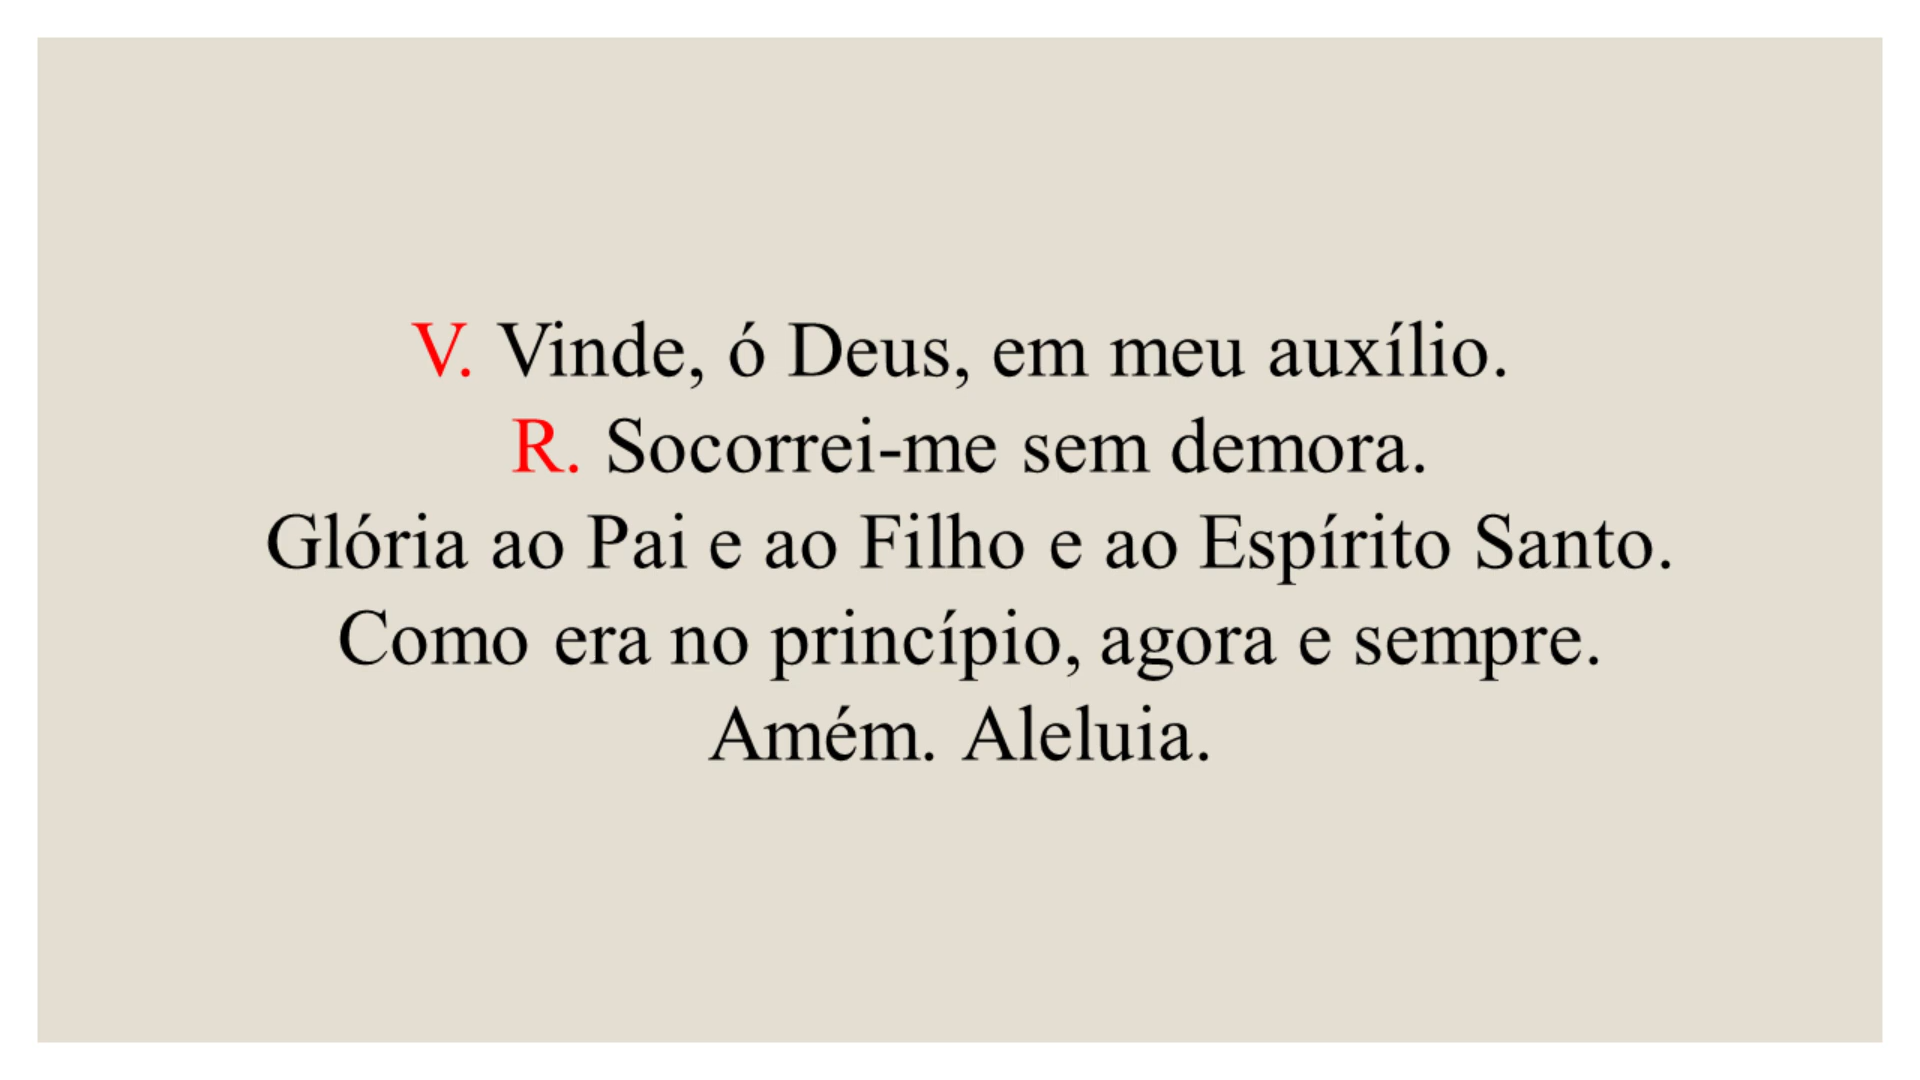 V. Vinde, ó Deus, em meu auxílio.
R. Socorrei-me sem demora.
Glória ao Pai e ao Filho e ao Espírito Santo.
Como era no princípio, agora e sempre.
Amém. Aleluia.